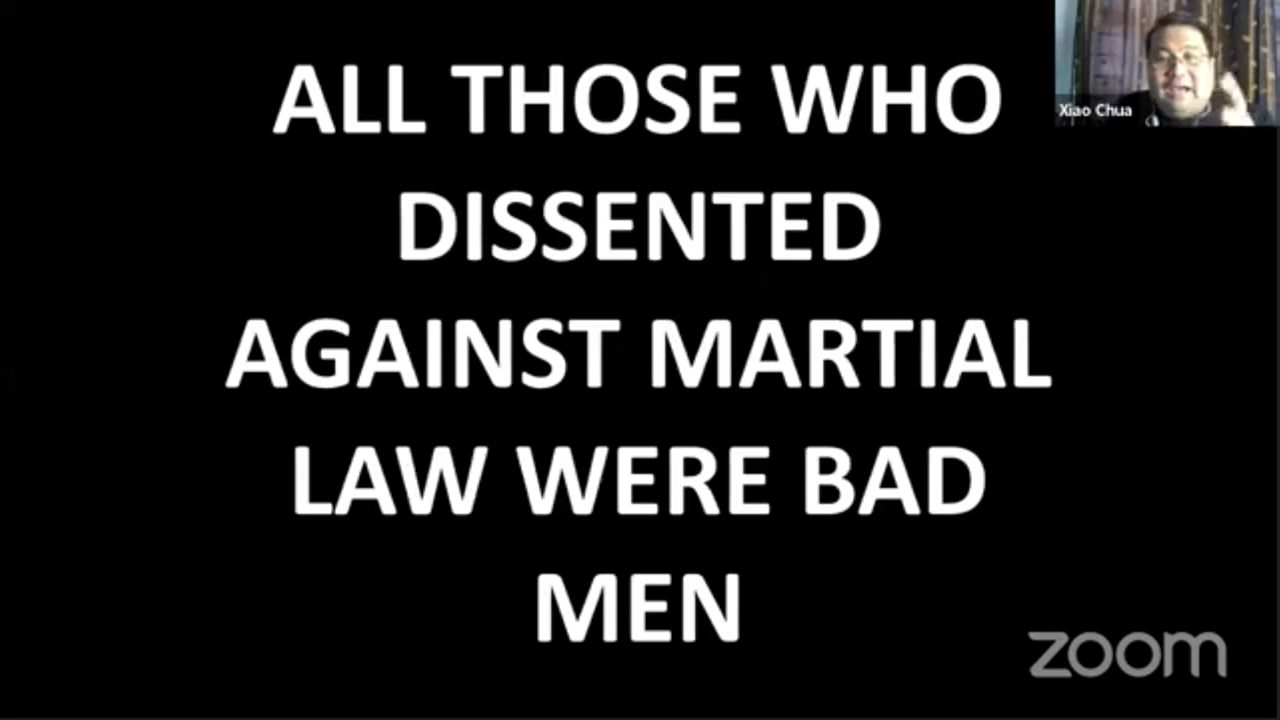 ALL THOSE WHO
DISSENTED
AGAINST MARTIAL
LAW WERE BAD
MEN
Xiao Chua
zoom